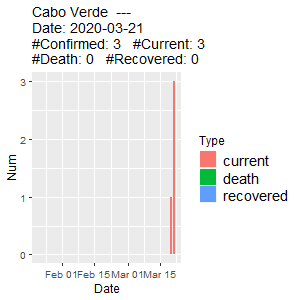 Cabo Verde  ---
Date: 2020-03-21
#Confirmed: 3   #Current: 3
#Death: 0   #Recovered: 0
3
2
1
0
Num
Feb 01 Feb 15 Mar 01 Mar 15
Date
Type
current
death
recovered